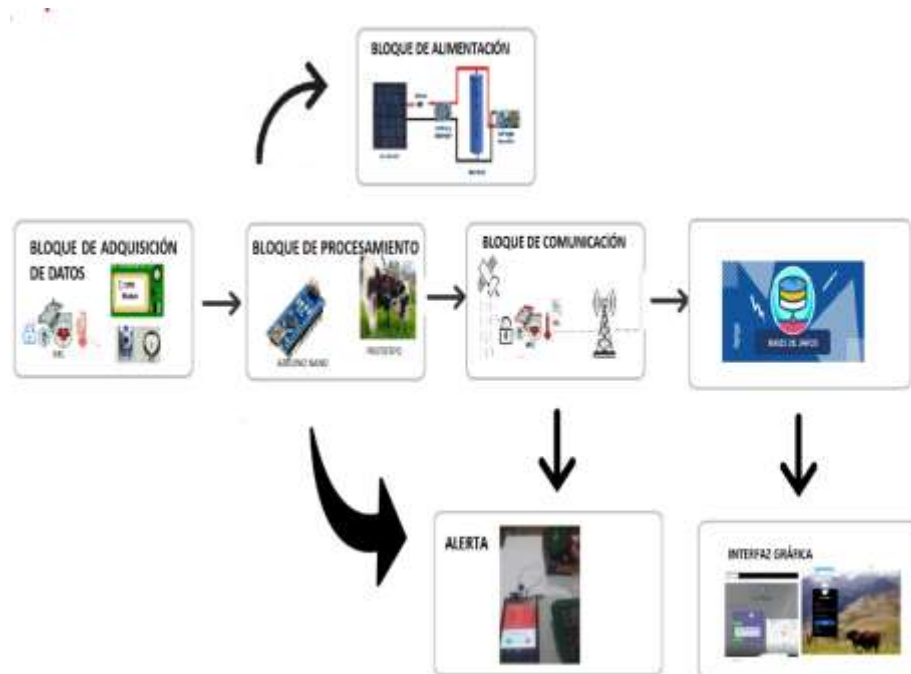 BLOQUE DE ALIMENTACIÓN
BLOQUE DE ADQUISICIÓN
DE DATOS
BLOQUE DE PROCESAMIENTO
ARDUINO NANO
PROTOTIPO
BLOQUE DE COMUNICACIÓN
BASES DE DATOS
ALERTA
INTERFAZ GRÁFICA